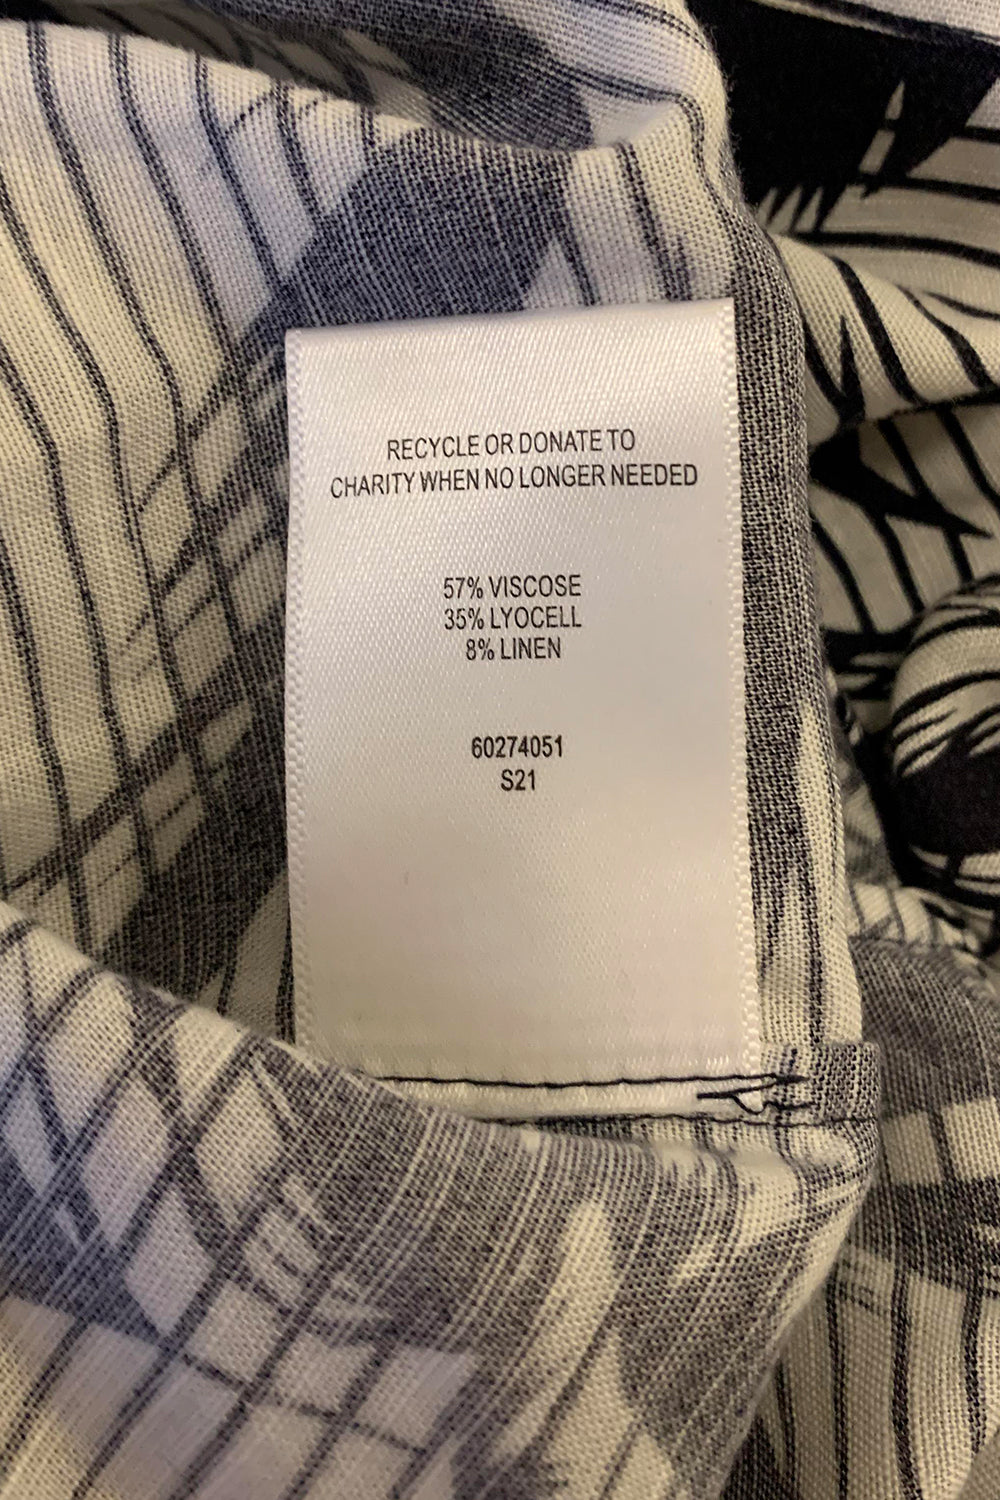 RECYCLE OR DONATE TO
CHARITY WHEN NO LONGER NEEDED
57% VISCOSE
35% LYOCELL
8% LINEN
60274051
S21